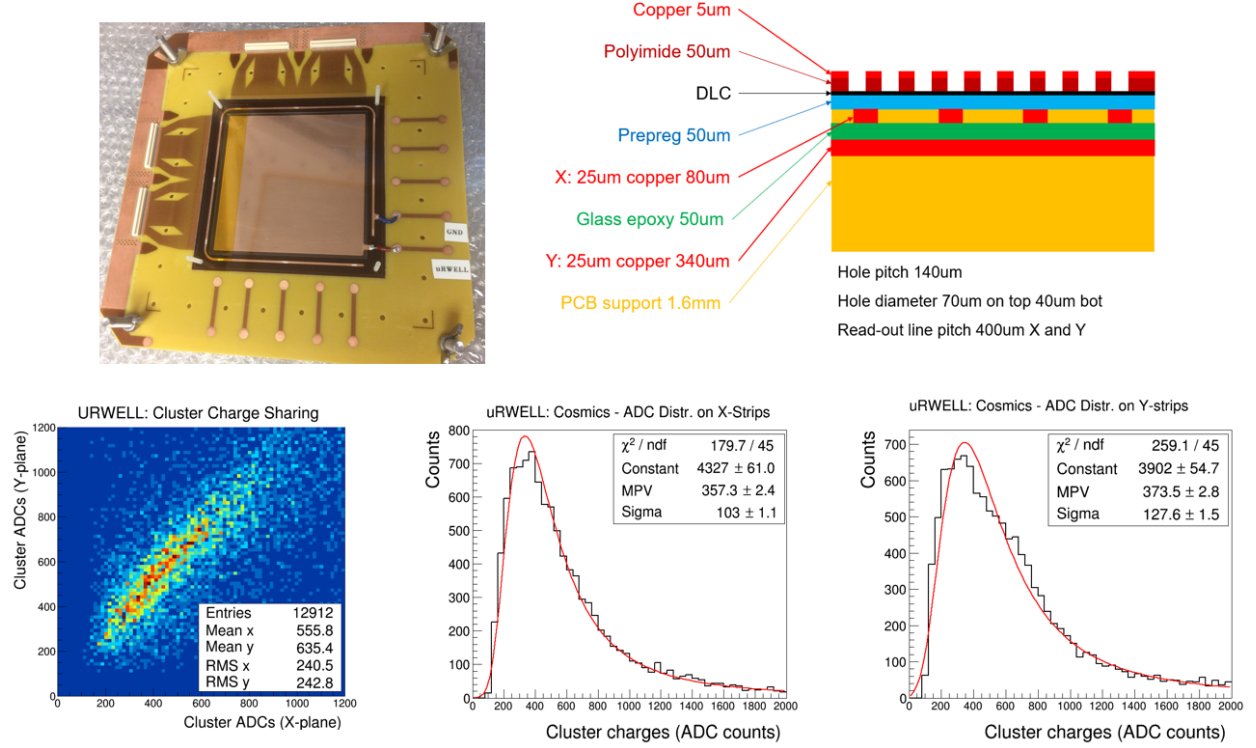 GND
uRWELL
Copper 5um
Polyimide 50um
DLC
Prepreg 50um
X: 25um copper 80um
Glass epoxy 50um
Y: 25um copper 340um
PCB support 1.6mm
Hole pitch 140um
Hole diameter 70um on top 40um bot
Read-out line pitch 400um X and Y
URWELL: Cluster Charge Sharing
Cluster ADCs (Y-plane)
1200
1000
800
600
400
200
0
0 200 400 600 800 1000 1200
Cluster ADCs (X-plane)
Entries 12912
Mean x 555.8
Mean y 635.4
RMS x 240.5
RMS y 242.8
uRWELL: Cosmics - ADC Distr. on X-Strips
Counts
800
700
600
500
400
300
200
100
0
0 200 400 600 800 1000 1200 1400 1600 1800 2000
Cluster charges (ADC counts)
χ² / ndf 179.7 / 45
Constant 4327 ± 61.0
MPV 357.3 ± 2.4
Sigma 103 ± 1.1
uRWELL: Cosmics - ADC Distr. on Y-strips
Counts
700
600
500
400
300
200
100
0
200 400 600 800 1000 1200 1400 1600 1800 2000
Cluster charges (ADC counts)
χ² / ndf 259.1 / 45
Constant 3902 ± 54.7
MPV 373.5 ± 2.8
Sigma 127.6 ± 1.5